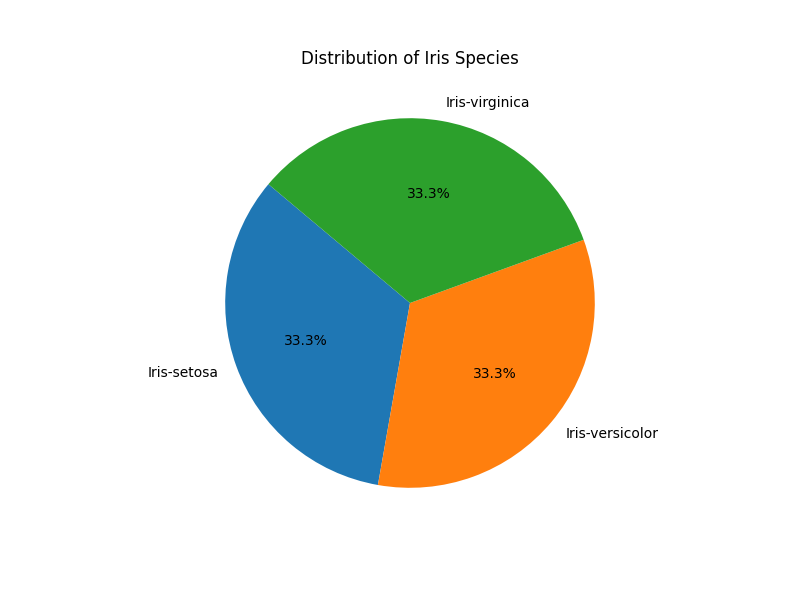 Distribution of Iris Species
Iris-virginica
33.3%
33.3%
Iris-setosa
33.3%
Iris-versicolor